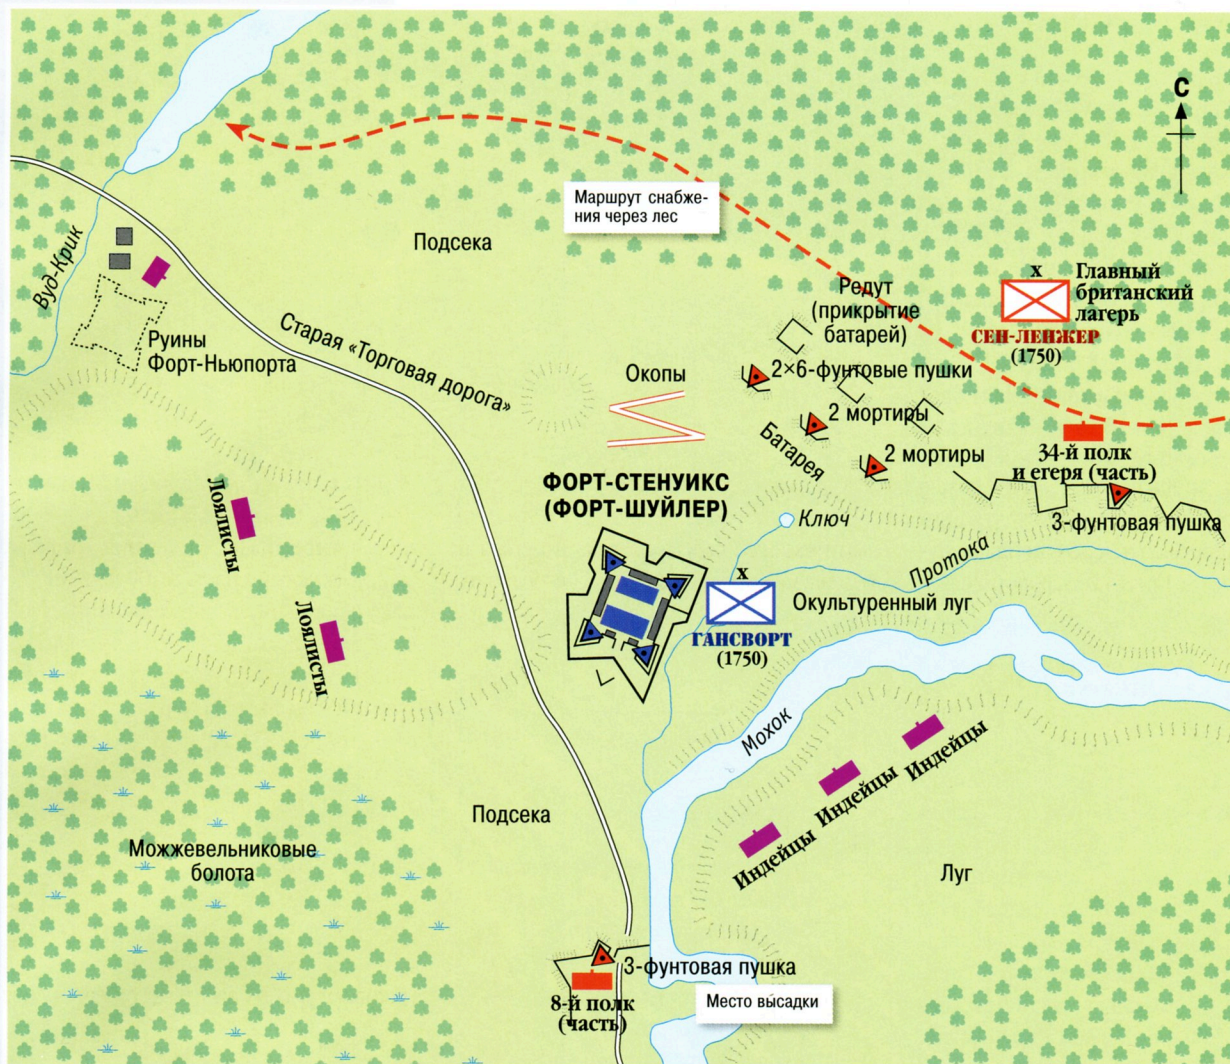 С
Маршрут снабже-
ния через лес
Подсека
Вуд-Крик
Руины
Форт-Ньюпорта
Старая «Торговая дорога»
Окопы
Редут
(прикрытие
батарей)
х
Главный
британский
лагерь
СЕН-ЛЕНЖЕР
(1750)
2×6-фунтовые пушки
2 мортиры
Батарея
2 мортиры
34-й полк
и егеря (часть)
3-фунтовая пушка
Лоялисты
Лоялисты
ФОРТ-СТЕНУИКС
(ФОРТ-ШУЙЛЕР)
Ключ
Протока
х
ГАНСВОРТ
(1750)
Окультуренный луг
Мохок
Индейцы
Индейцы
Индейцы
Подсека
Можжевельниковые
болота
Луг
3-фунтовая пушка
8-й полк
(часть)
Место высадки